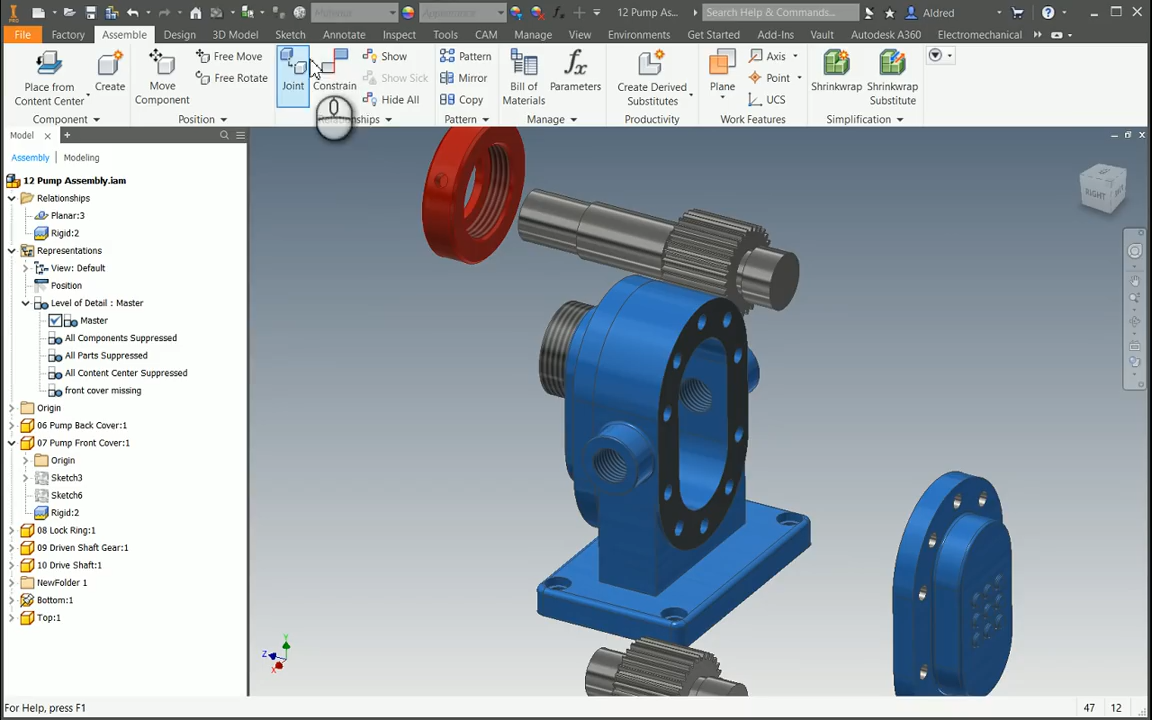 PRO Material Appearance fx 12 Pump As... Search Help & Commands... Aldred
File Factory Assemble Design 3D Model Sketch Annotate Inspect Tools CAM Manage View Environments Get Started Add-Ins Vault Autodesk A360 Electromechanical
Place from Content Center Create
Move Component Free Move Free Rotate
Joint Constrain Show Show Sick Hide All
Pattern Mirror Copy
Bill of Materials Parameters
Create Derived Substitutes
Plane Axis Point UCS
Shrinkwrap Shrinkwrap Substitute
Component Position Relationships Pattern Manage Productivity Work Features Simplification
Model
Assembly Modeling
12 Pump Assembly.iam
Relationships
Planar:3
Rigid:2
Representations
View: Default
Position
Level of Detail : Master
Master
All Components Suppressed
All Parts Suppressed
All Content Center Suppressed
front cover missing
Origin
06 Pump Back Cover:1
07 Pump Front Cover:1
Origin
Sketch3
Sketch6
Rigid:2
08 Lock Ring:1
09 Driven Shaft Gear:1
10 Drive Shaft:1
NewFolder 1
Bottom:1
Top:1
RIGHT
Y
Z
X
For Help, press F1 47 12